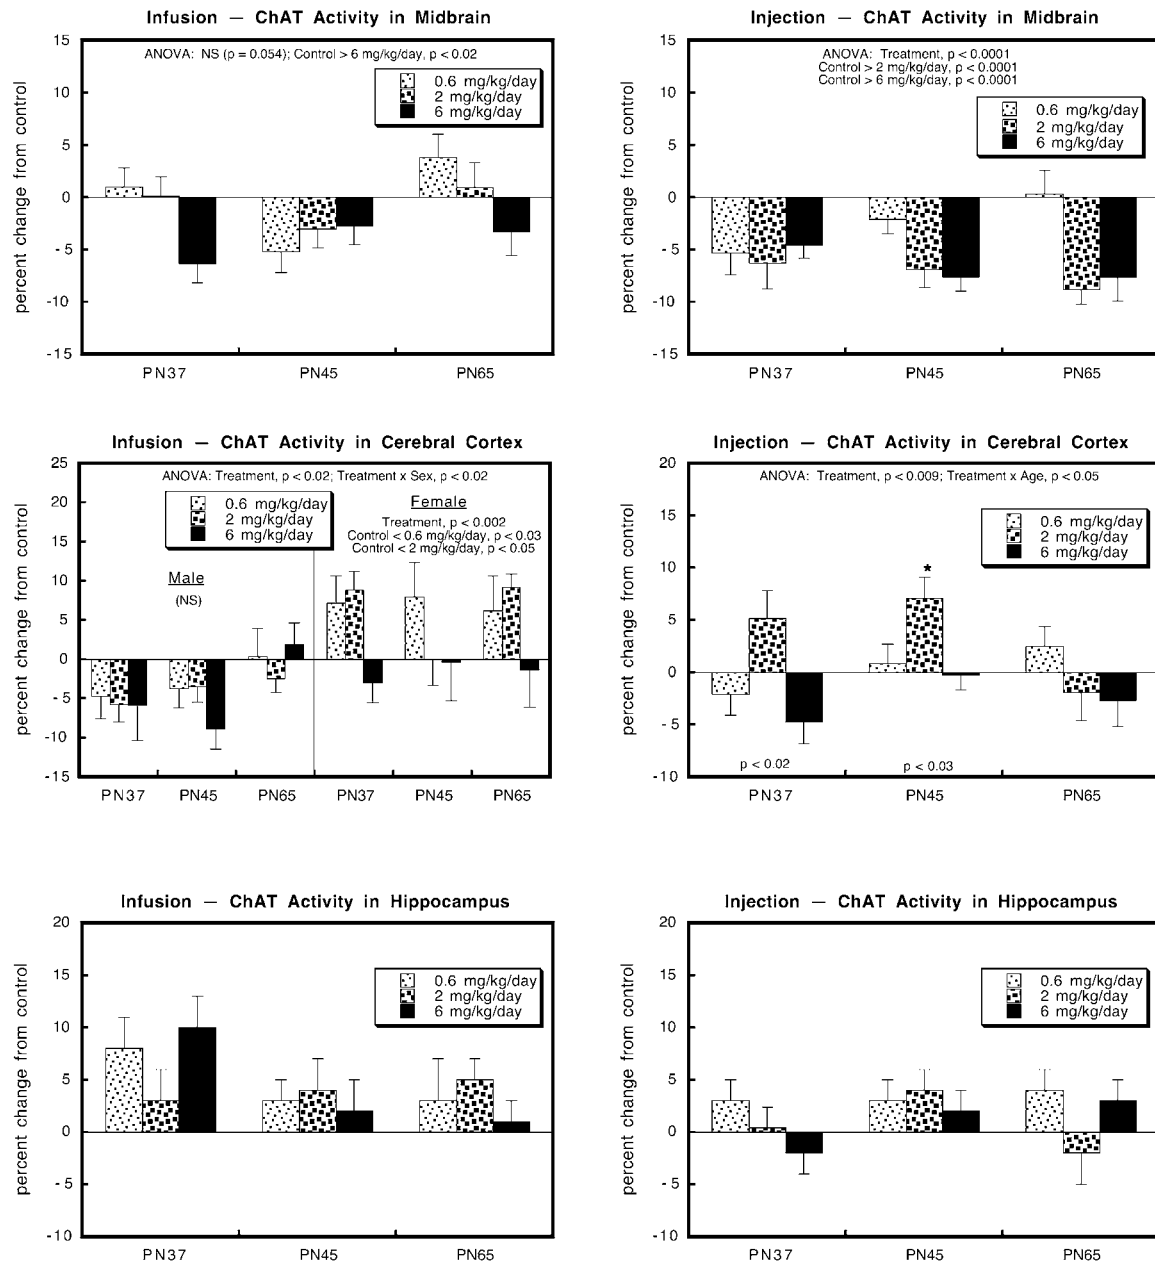 Infusion — ChAT Activity in Midbrain
ANOVA: NS (p = 0.054); Control > 6 mg/kg/day, p < 0.02
0.6 mg/kg/day
2 mg/kg/day
6 mg/kg/day
percent change from control
15
10
5
0
-5
-10
-15
PN37 PN45 PN65
Injection — ChAT Activity in Midbrain
ANOVA: Treatment, p < 0.0001
Control > 2 mg/kg/day, p < 0.0001
Control > 6 mg/kg/day, p < 0.0001
0.6 mg/kg/day
2 mg/kg/day
6 mg/kg/day
percent change from control
15
10
5
0
-5
-10
-15
PN37 PN45 PN65
Infusion — ChAT Activity in Cerebral Cortex
ANOVA: Treatment, p < 0.02; Treatment x Sex, p < 0.02
0.6 mg/kg/day
2 mg/kg/day
6 mg/kg/day
Female
Treatment, p < 0.002
Control < 0.6 mg/kg/day, p < 0.03
Control < 2 mg/kg/day, p < 0.05
Male
(NS)
percent change from control
25
20
15
10
5
0
-5
-10
-15
PN37 PN45 PN65 PN37 PN45 PN65
Injection — ChAT Activity in Cerebral Cortex
ANOVA: Treatment, p < 0.009; Treatment x Age, p < 0.05
0.6 mg/kg/day
2 mg/kg/day
6 mg/kg/day
*
percent change from control
20
15
10
5
0
-5
-10
p < 0.02 p < 0.03
PN37 PN45 PN65
Infusion — ChAT Activity in Hippocampus
0.6 mg/kg/day
2 mg/kg/day
6 mg/kg/day
percent change from control
20
15
10
5
0
-5
-10
PN37 PN45 PN65
Injection — ChAT Activity in Hippocampus
0.6 mg/kg/day
2 mg/kg/day
6 mg/kg/day
percent change from control
20
15
10
5
0
-5
-10
PN37 PN45 PN65